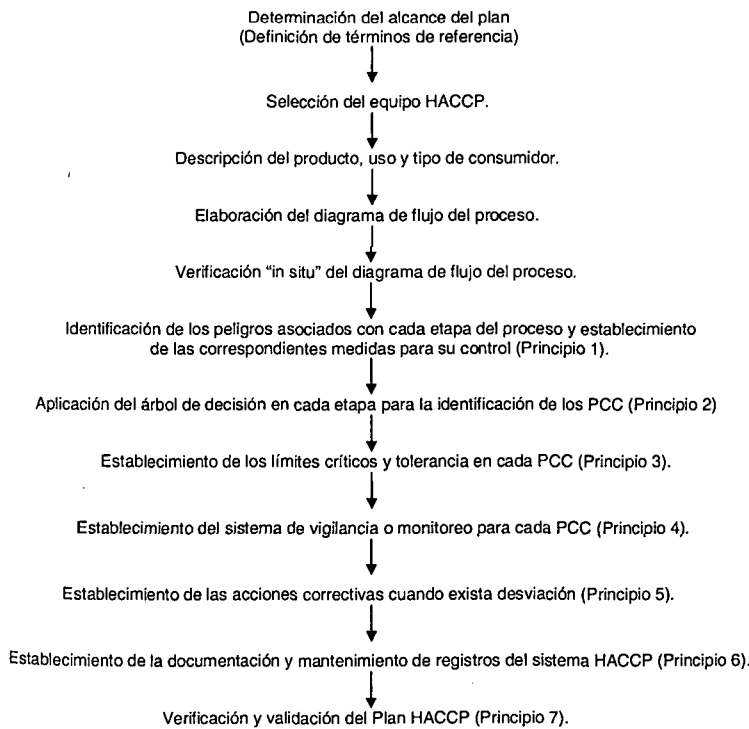 Determinación del alcance del plan
(Definición de términos de referencia)
Selección del equipo HACCP.
Descripción del producto, uso y tipo de consumidor.
Elaboración del diagrama de flujo del proceso.
Verificación “in situ” del diagrama de flujo del proceso.
Identificación de los peligros asociados con cada etapa del proceso y establecimiento
de las correspondientes medidas para su control (Principio 1).
Aplicación del árbol de decisión en cada etapa para la identificación de los PCC (Principio 2)
Establecimiento de los límites críticos y tolerancia en cada PCC (Principio 3).
Establecimiento del sistema de vigilancia o monitoreo para cada PCC (Principio 4).
Establecimiento de las acciones correctivas cuando exista desviación (Principio 5).
Establecimiento de la documentación y mantenimiento de registros del sistema HACCP (Principio 6).
Verificación y validación del Plan HACCP (Principio 7).